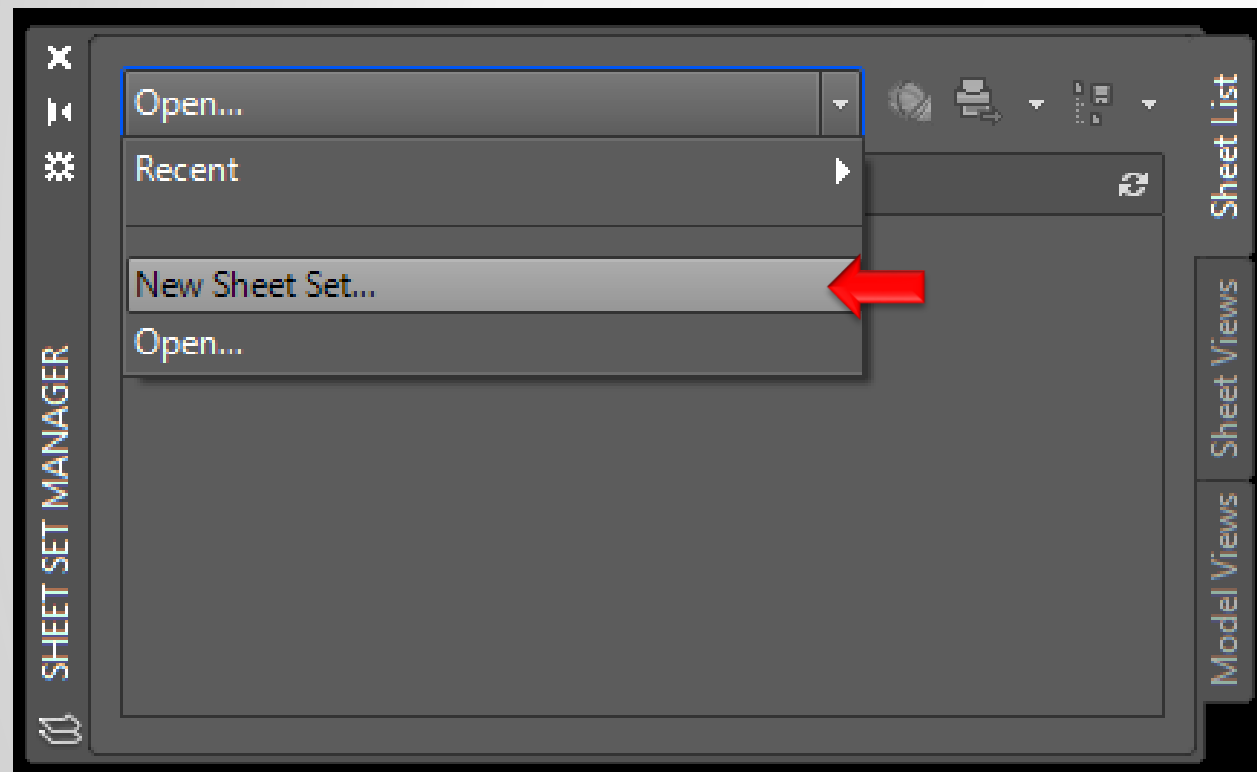 Open...
Recent
New Sheet Set...
Open...
SHEET SET MANAGER
Sheet List
Sheet Views
Model Views